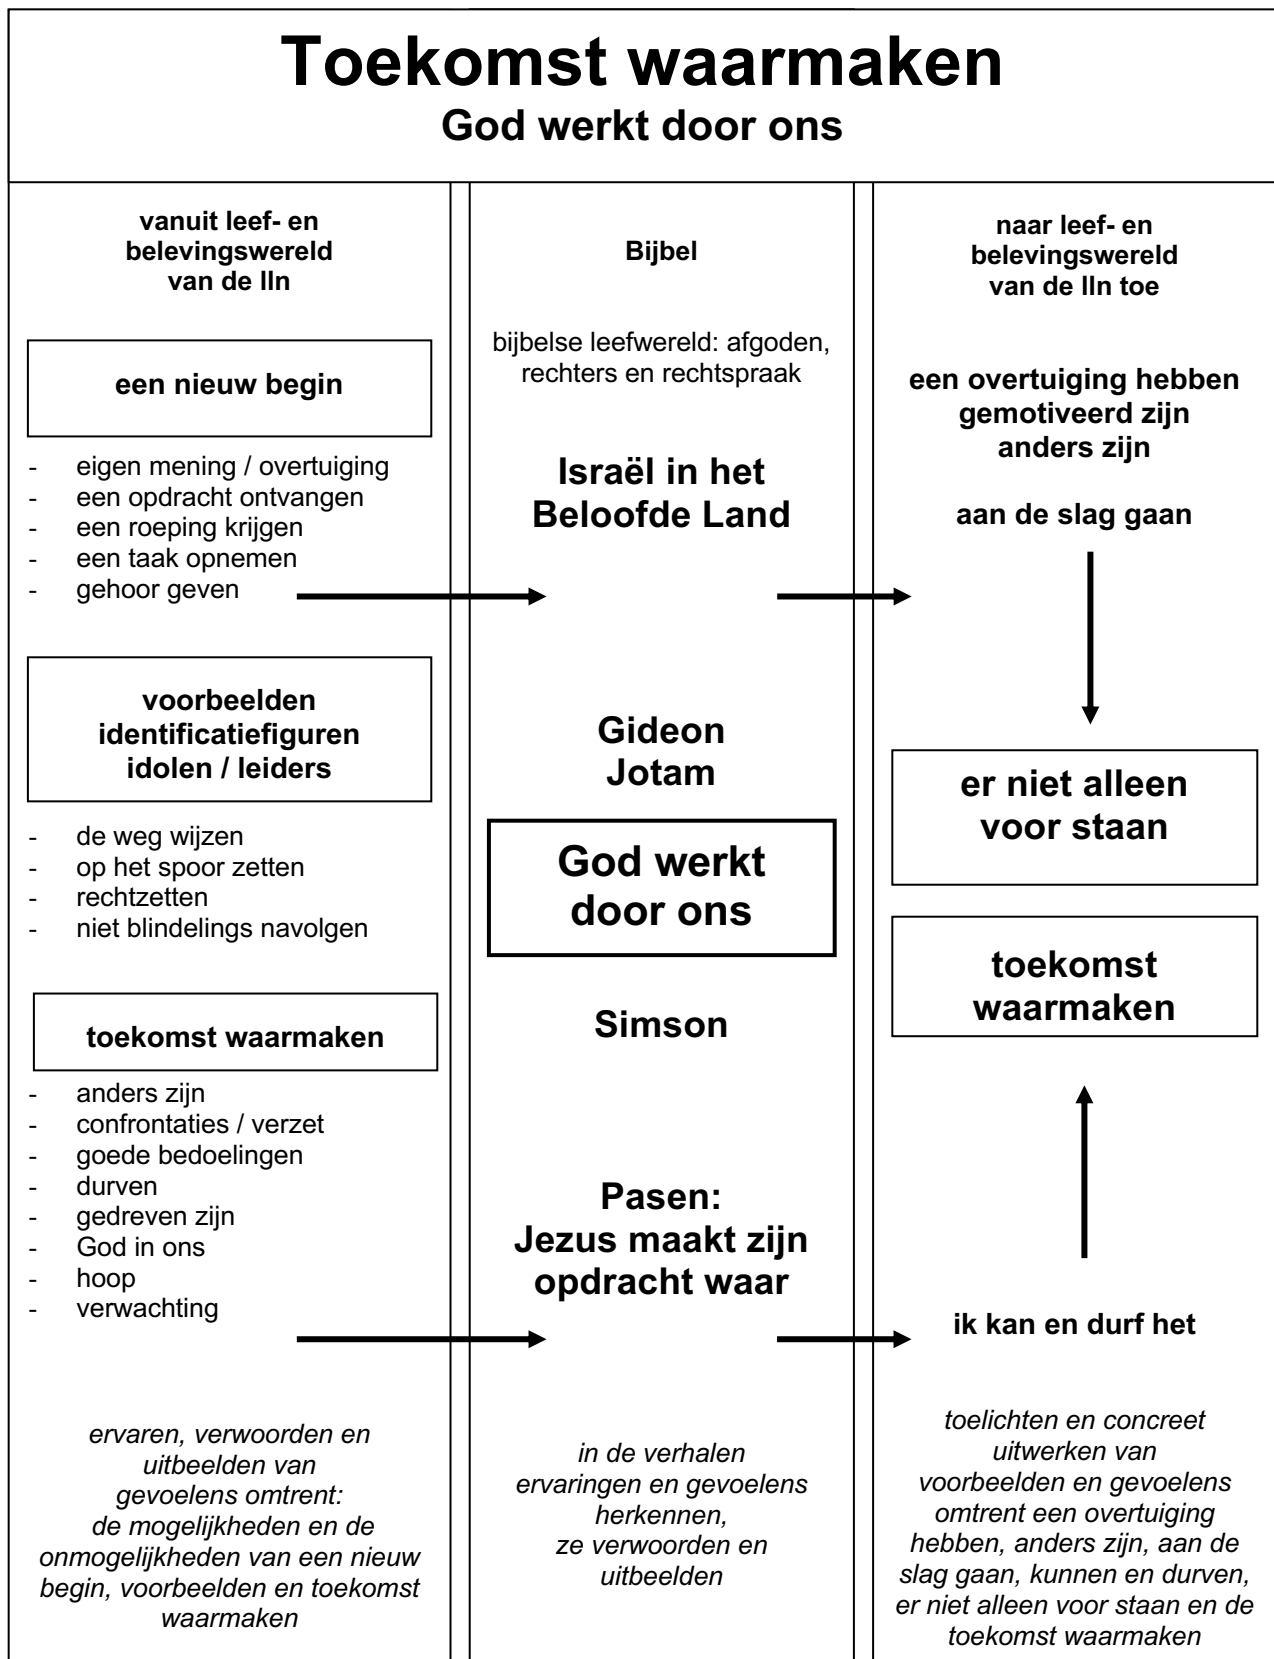 Toekomst waarmaken
God werkt door ons
vanuit leef- en
belevingswereld
van de lln
een nieuw begin
- eigen mening / overtuiging
- een opdracht ontvangen
- een roeping krijgen
- een taak opnemen
- gehoor geven
voorbeelden
identificatiefiguren
idolen / leiders
- de weg wijzen
- op het spoor zetten
- rechtzetten
- niet blindelings navolgen
toekomst waarmaken
- anders zijn
- confrontaties / verzet
- goede bedoelingen
- durven
- gedreven zijn
- God in ons
- hoop
- verwachting
ervaren, verwoorden en
uitbeelden van
gevoelens omtrent:
de mogelijkheden en de
onmogelijkheden van een nieuw
begin, voorbeelden en toekomst
waarmaken
Bijbel
bijbelse leefwereld: afgoden,
rechters en rechtspraak
Israël in het
Beloofde Land
Gideon
Jotam
God werkt
door ons
Simson
Pasen:
Jezus maakt zijn
opdracht waar
in de verhalen
ervaringen en gevoelens
herkennen,
ze verwoorden en
uitbeelden
naar leef- en
belevingswereld
van de lln toe
een overtuiging hebben
gemotiveerd zijn
anders zijn
aan de slag gaan
er niet alleen
voor staan
toekomst
waarmaken
ik kan en durf het
toelichten en concreet
uitwerken van
voorbeelden en gevoelens
omtrent een overtuiging
hebben, anders zijn, aan de
slag gaan, kunnen en durven,
er niet alleen voor staan en de
toekomst waarmaken